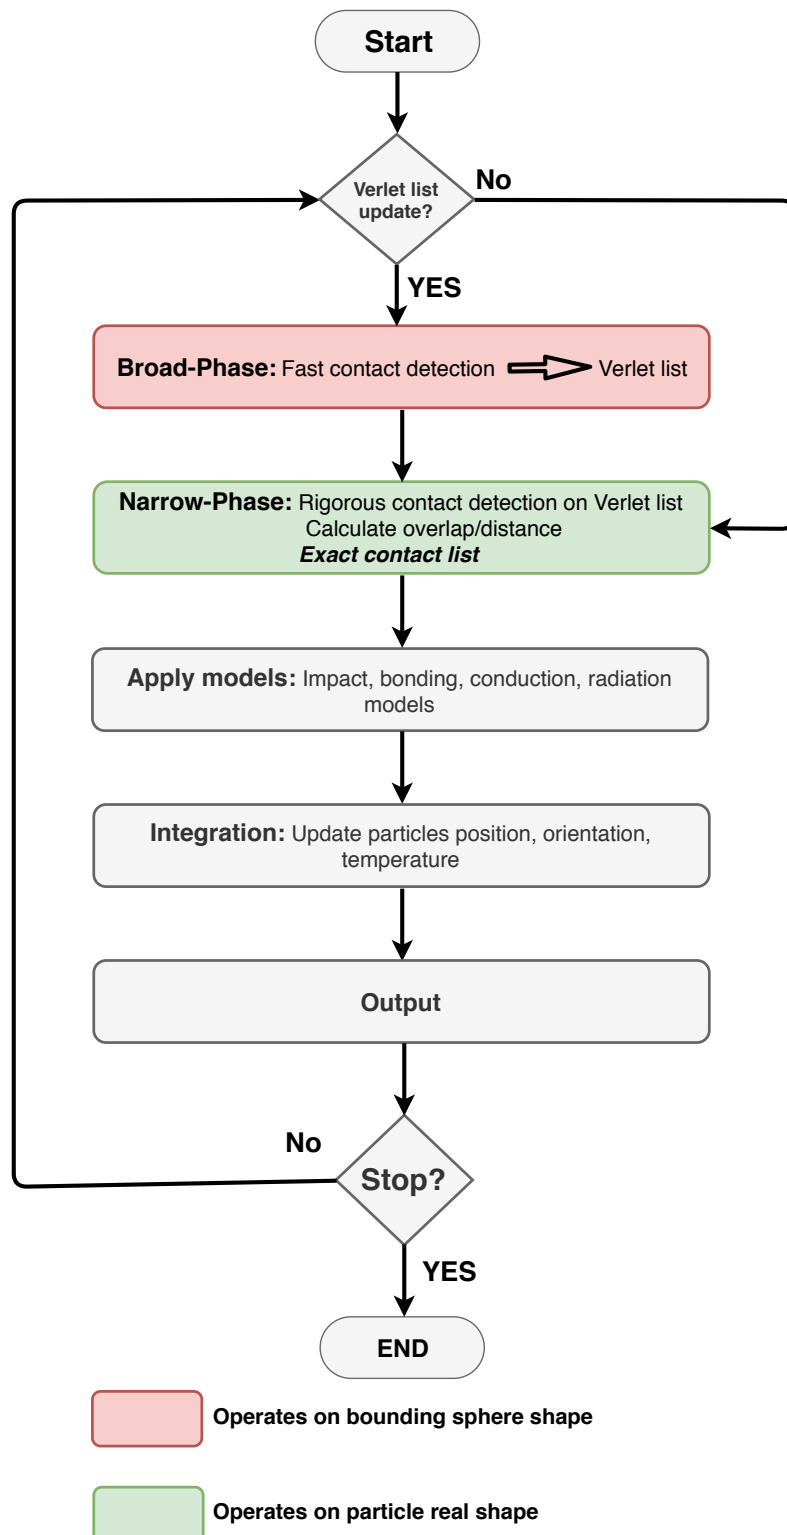 Start
Verlet list
update?
No
YES
Broad-Phase: Fast contact detection Verlet list
Narrow-Phase: Rigorous contact detection on Verlet list
Calculate overlap/distance
Exact contact list
Apply models: Impact, bonding, conduction, radiation
models
Integration: Update particles position, orientation,
temperature
Output
No
Stop?
YES
END
Operates on bounding sphere shape
Operates on particle real shape